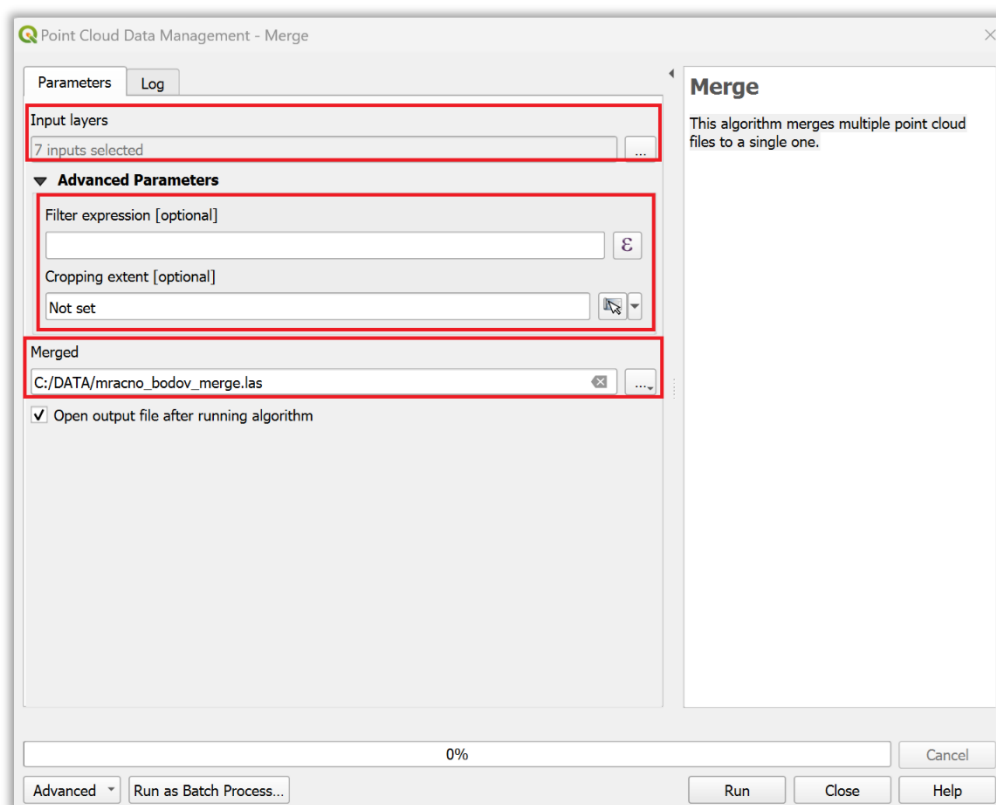 Point Cloud Data Management - Merge
Parameters
Log
Input layers
7 inputs selected
...
Advanced Parameters
Filter expression [optional]
ε
Cropping extent [optional]
Not set
Merged
C:/DATA/mracno_bodov_merge.las
...
Open output file after running algorithm
Merge
This algorithm merges multiple point cloud
files to a single one.
0%
Cancel
Advanced
Run as Batch Process...
Run
Close
Help